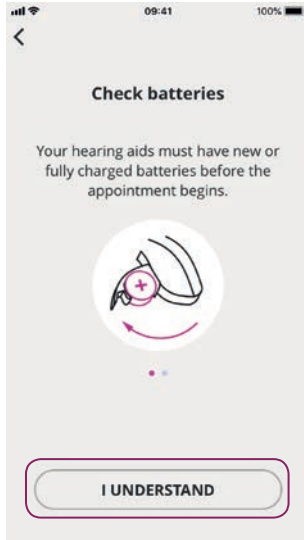 09:41
100%
Check batteries
Your hearing aids must have new or
fully charged batteries before the
appointment begins.
I UNDERSTAND